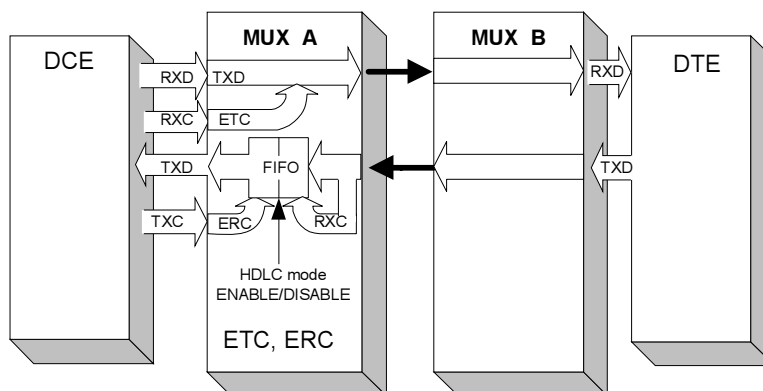 MUX A
MUX B
DCE
DTE
RXD
TXD
RXD
RXC
ETC
TXD
FIFO
TXD
TXC
ERC
RXC
HDLC mode
ENABLE/DISABLE
ETC, ERC